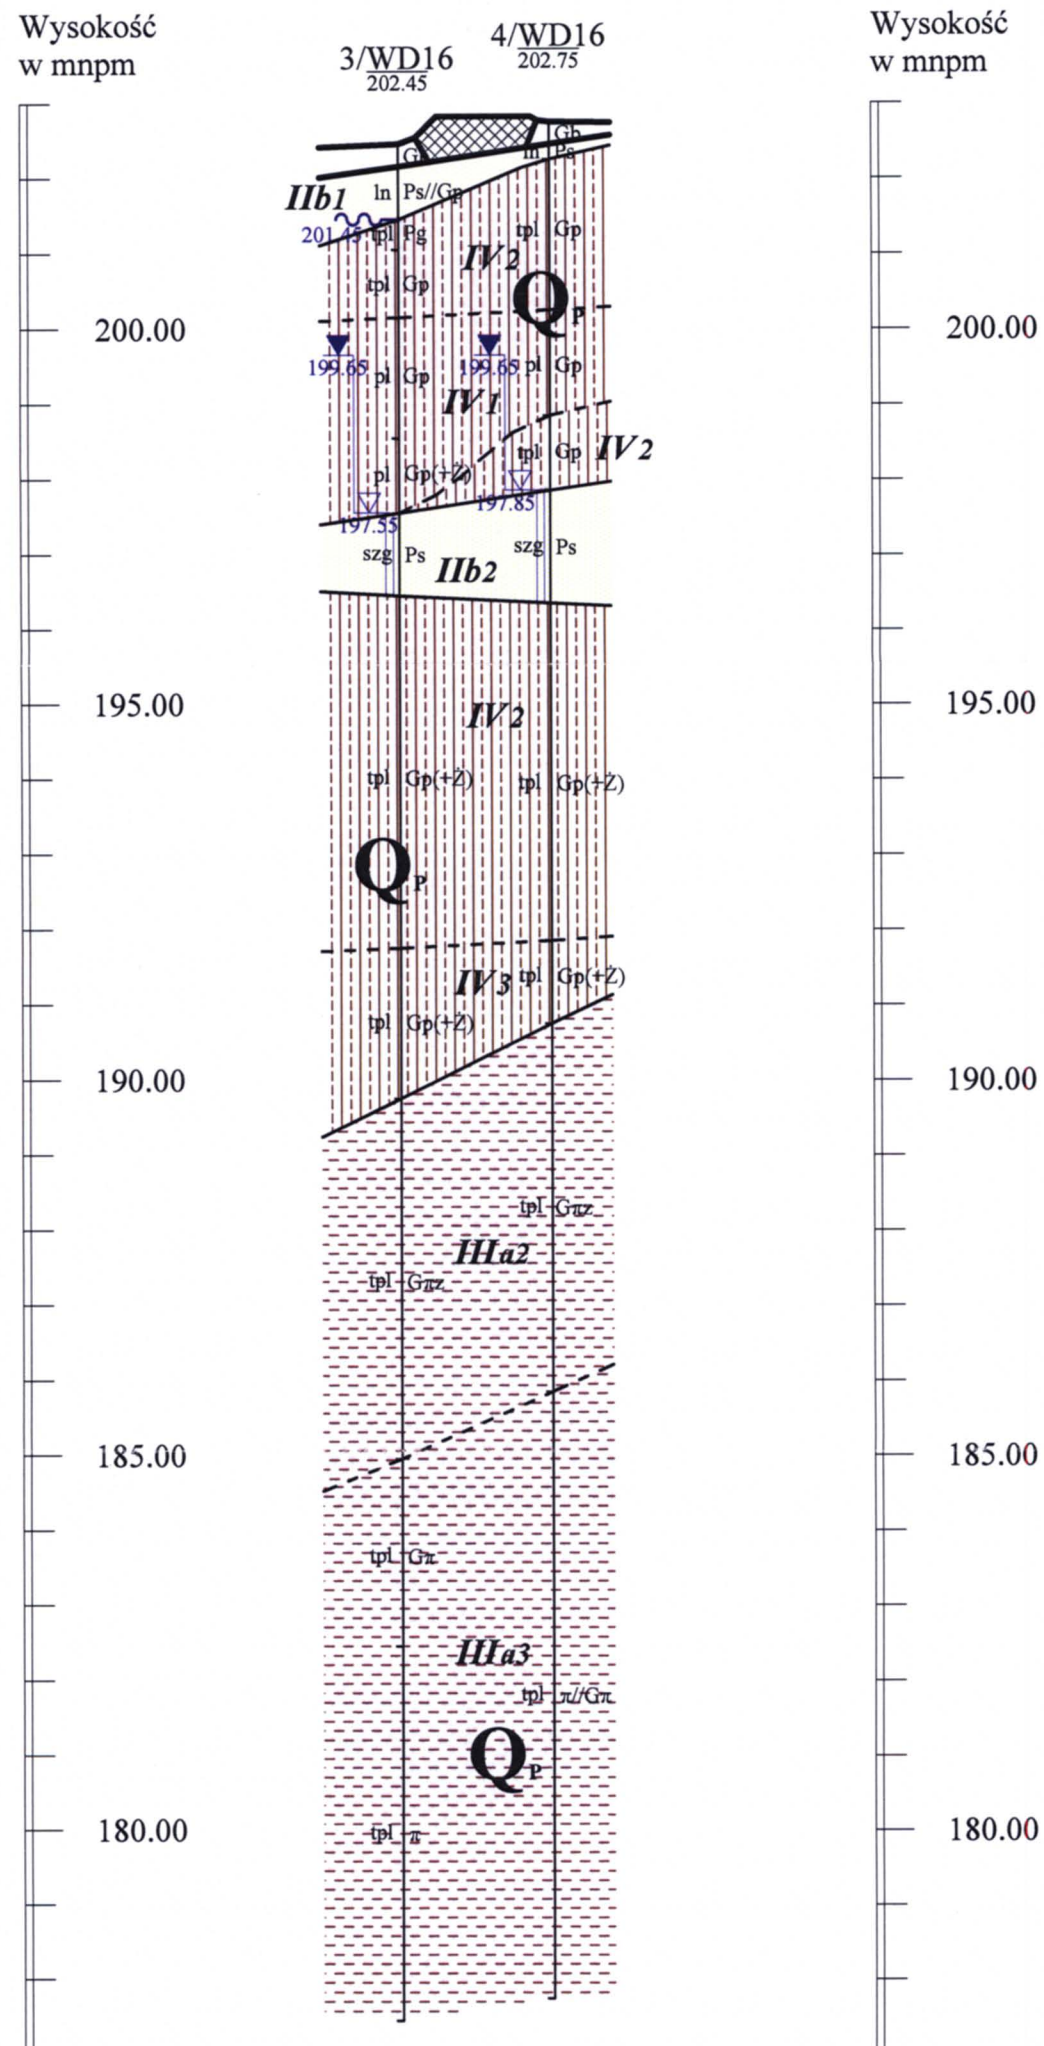 Wysokość
w mnpm
3/WD16
202.45
4/WD16
202.75
Wysokość
w mnpm
Gb
ln Ps
IIb1
ln Ps//Gp
201.45
tpl Pg
tpl Gp
IV2
tpl Gp
QP
200.00
200.00
199.65
pl Gp
199.65
pl Gp
IV1
tpl Gp
IV2
pl Gp(+Ż)
197.55
197.85
szg Ps
szg Ps
IIb2
195.00
IV2
195.00
tpl Gp(+Ż)
tpl Gp(+Ż)
QP
IV3
tpl Gp(+Ż)
tpl Gp(+Ż)
190.00
190.00
tpl Gπz
IIIa2
tpl Gπz
185.00
185.00
tpl Gπ
IIIa3
tpl π//Gπ
QP
180.00
tpl π
180.00